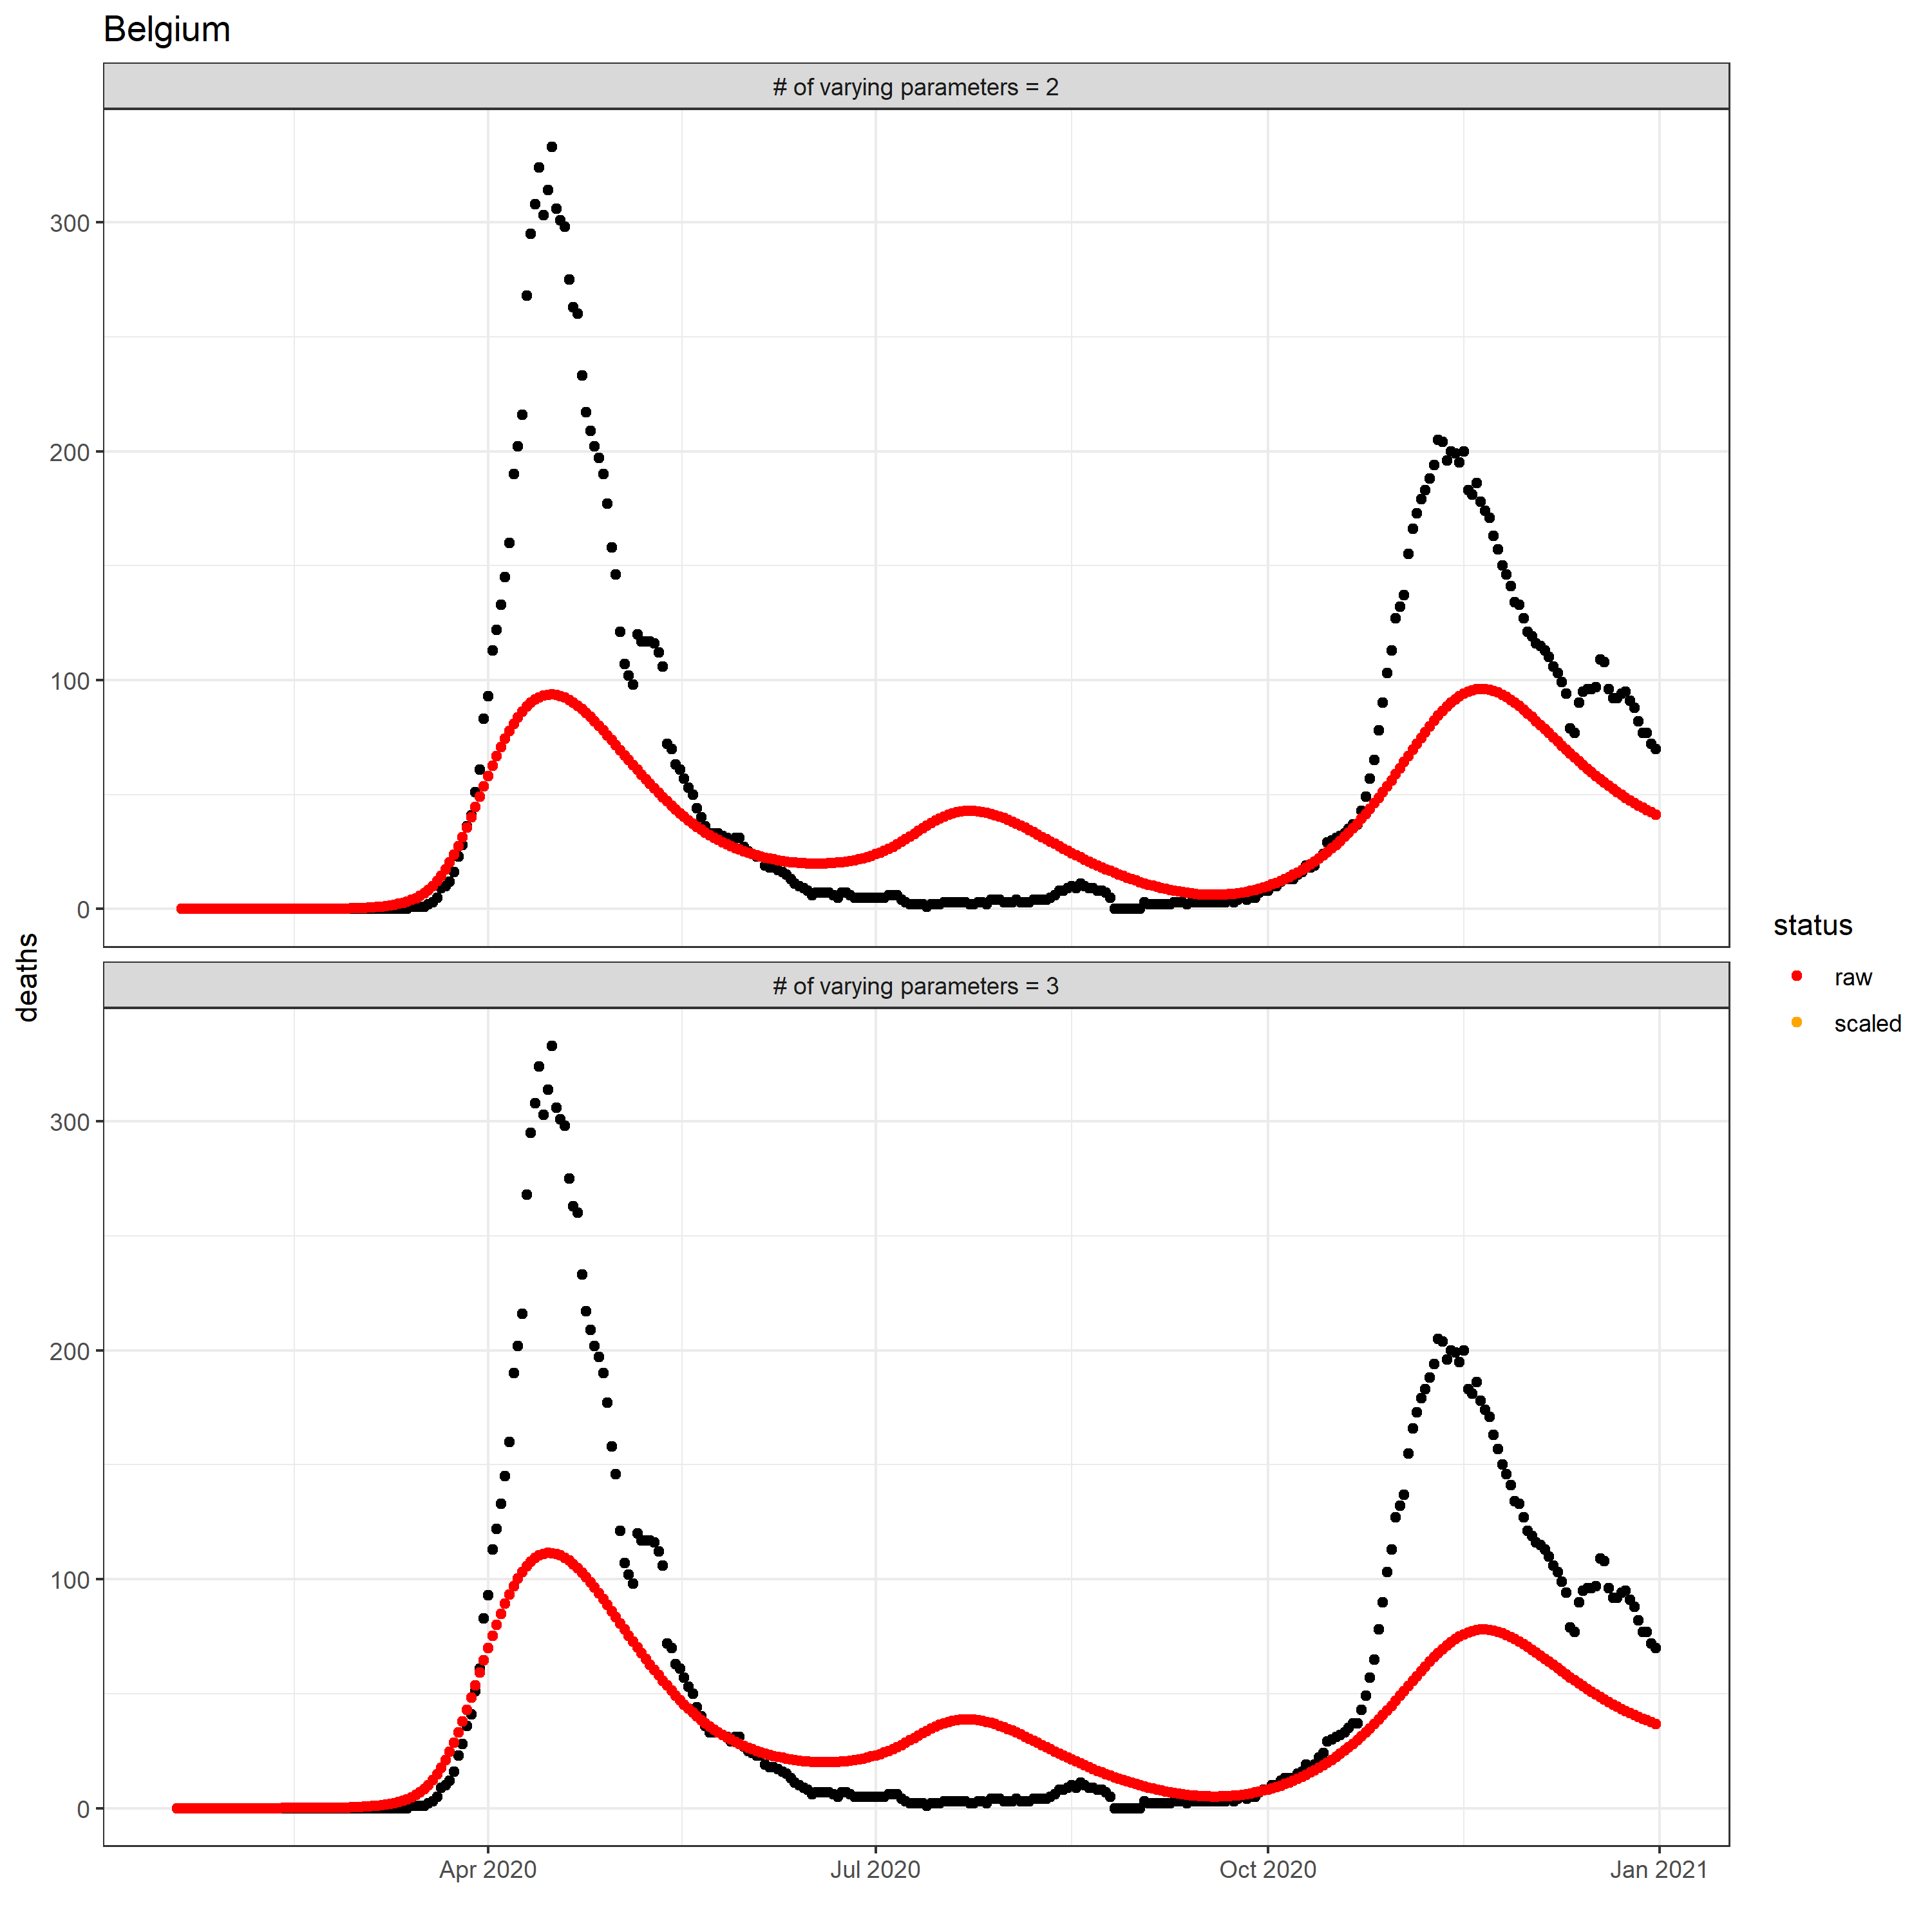 Belgium
# of varying parameters = 2
300
200
100
0
deaths
# of varying parameters = 3
300
200
100
0
Apr 2020
Jul 2020
Oct 2020
Jan 2021
status
raw
scaled